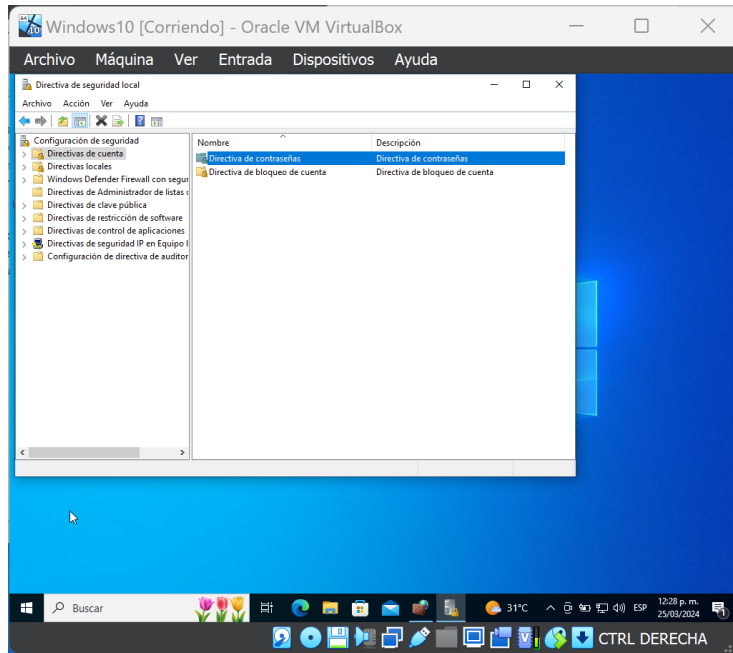 Windows10 [Corriendo] - Oracle VM VirtualBox
Archivo Máquina Ver Entrada Dispositivos Ayuda
Directiva de seguridad local
Archivo Acción Ver Ayuda
Configuración de seguridad
Directivas de cuenta
Directivas locales
Windows Defender Firewall con segur
Directivas de Administrador de listas
Directivas de clave pública
Directivas de restricción de software
Directivas de control de aplicaciones
Directivas de seguridad IP en Equipo l
Configuración de directiva de auditor
Nombre Descripción
Directiva de contraseñas Directiva de contraseñas
Directiva de bloqueo de cuenta Directiva de bloqueo de cuenta
Buscar
31°C
ESP
12:28 p. m.
25/03/2024
CTRL DERECHA